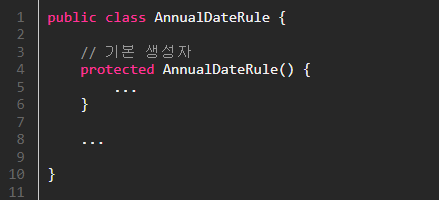 1 public class AnnualDateRule {
2
3 // 기본 생성자
4 protected AnnualDateRule() {
5 ...
6 }
7
8 ...
9
10 }
11